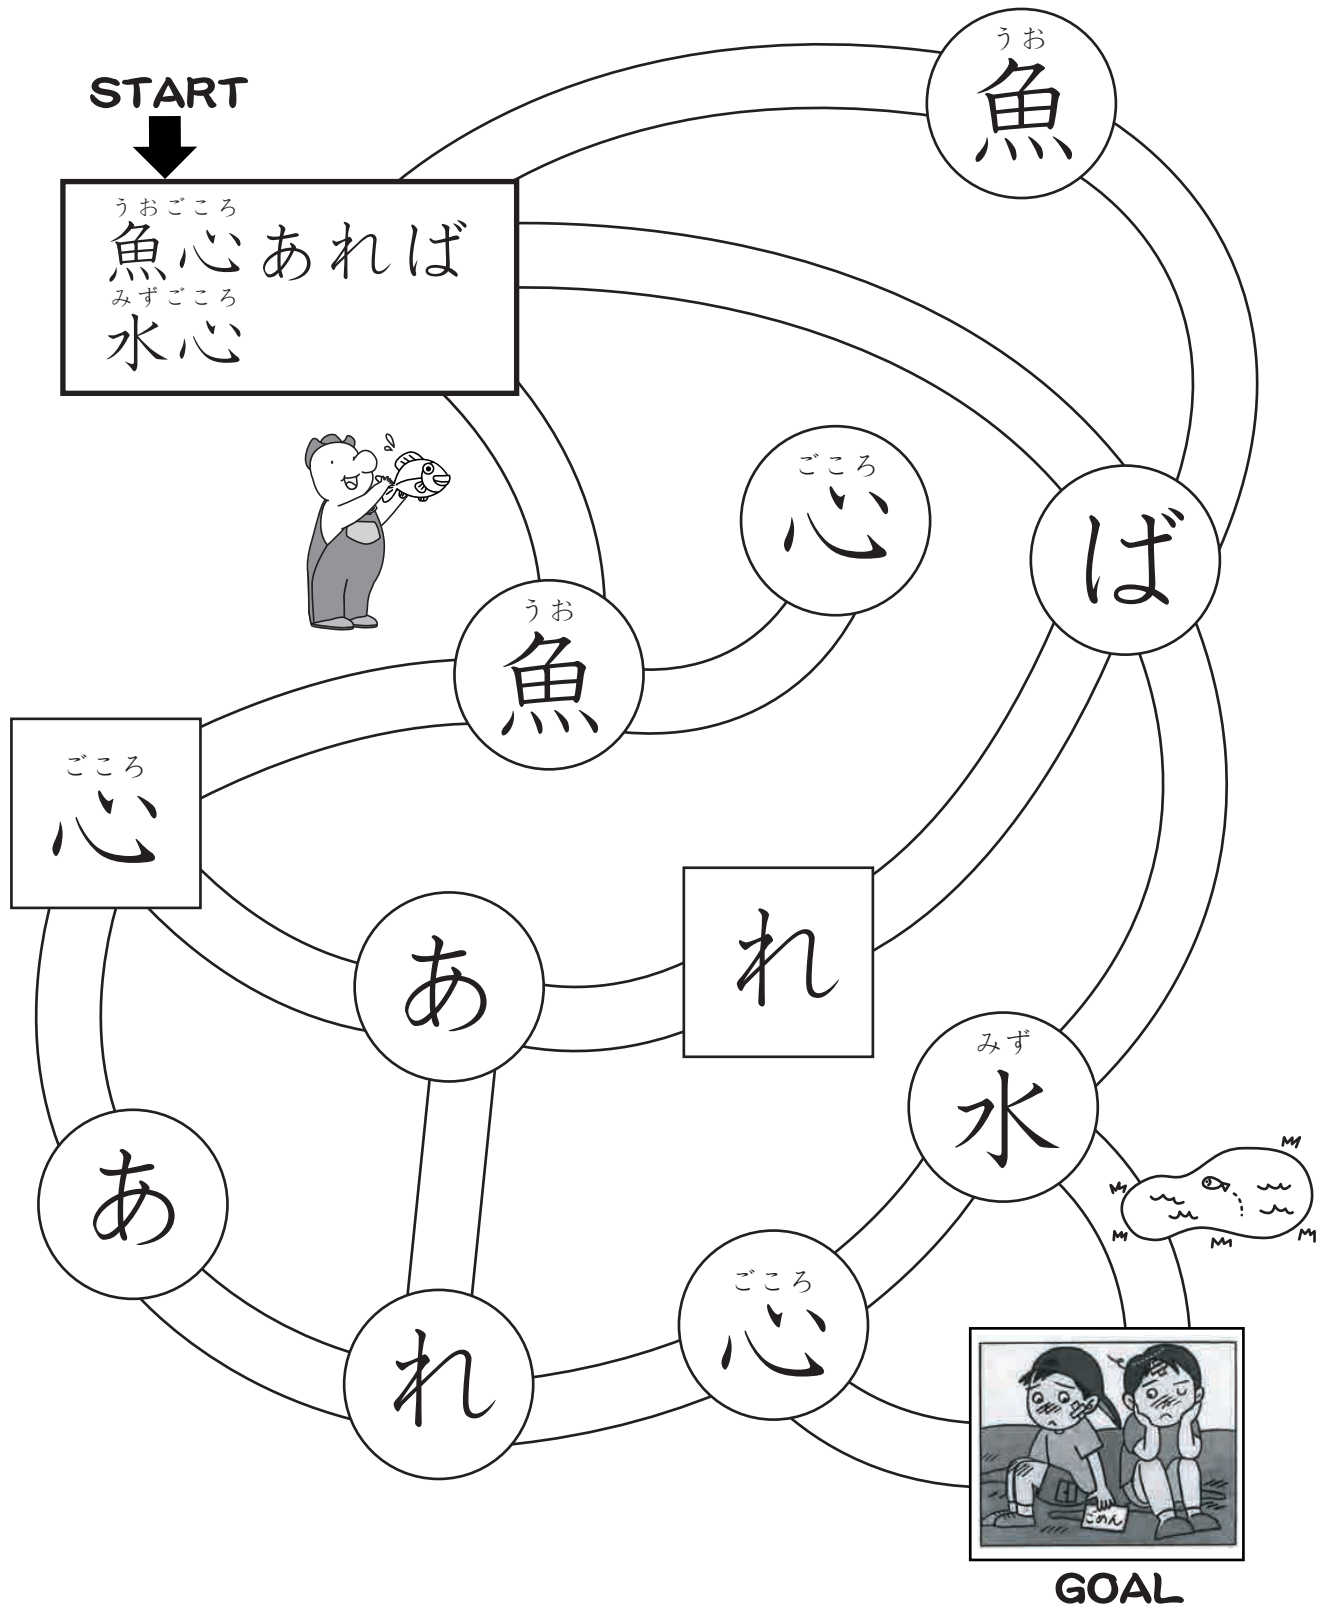 START
うおごころ
魚心あれば
みずごころ
水心
うお
魚
ごころ
心
ば
うお
魚
ごころ
心
あ
れ
みず
水
あ
ごころ
心
れ
ごめん
GOAL